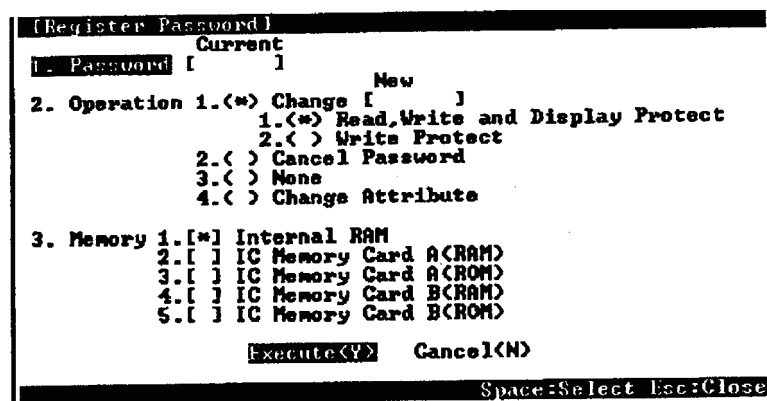 [Register Password]
Current
1. Password [ ]
New
2. Operation 1.(*) Change [ ]
1.(*) Read,Write and Display Protect
2.( ) Write Protect
2.( ) Cancel Password
3.( ) None
4.( ) Change Attribute
3. Memory 1.[*] Internal RAM
2.[ ] IC Memory Card A(RAM)
3.[ ] IC Memory Card A(ROM)
4.[ ] IC Memory Card B(RAM)
5.[ ] IC Memory Card B(ROM)
Execute(Y) Cancel(N)
Space:Select Esc:Close